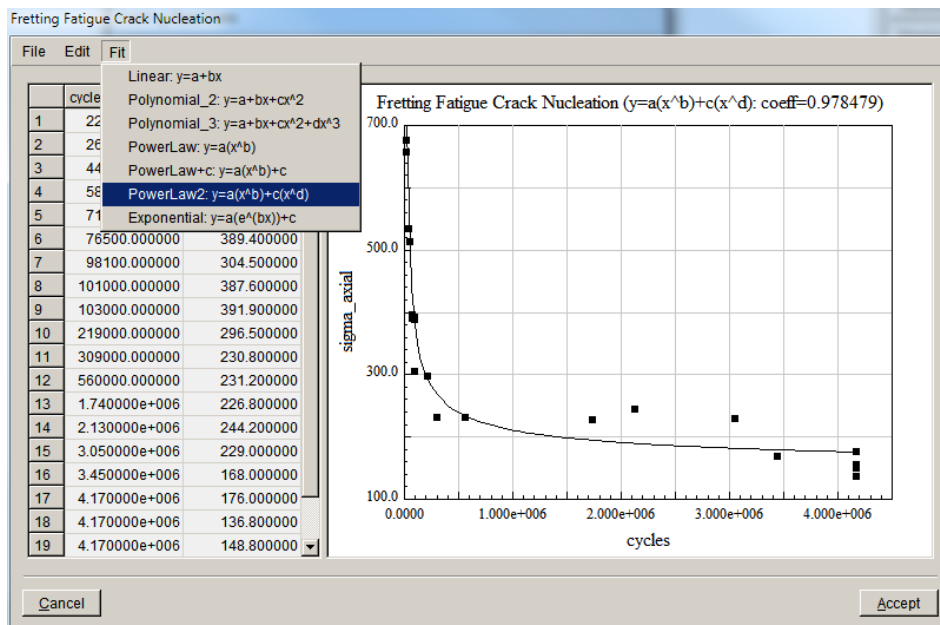 Fretting Fatigue Crack Nucleation
File Edit Fit
Linear: y=a+bx
Polynomial_2: y=a+bx+cx^2
Polynomial_3: y=a+bx+cx^2+dx^3
PowerLaw: y=a(x^b)
PowerLaw+c: y=a(x^b)+c
PowerLaw2: y=a(x^b)+c(x^d)
Exponential: y=a(e^(bx))+c
cycle
1 22
2 26
3 44
4 58
5 71
6 76500.000000 389.400000
7 98100.000000 304.500000
8 101000.000000 387.600000
9 103000.000000 391.900000
10 219000.000000 296.500000
11 309000.000000 230.800000
12 560000.000000 231.200000
13 1.740000e+006 226.800000
14 2.130000e+006 244.200000
15 3.050000e+006 229.000000
16 3.450000e+006 168.000000
17 4.170000e+006 176.000000
18 4.170000e+006 136.800000
19 4.170000e+006 148.800000
Fretting Fatigue Crack Nucleation (y=a(x^b)+c(x^d): coeff=0.978479)
700.0
500.0
300.0
100.0
sigma_axial
0.0000 1.000e+006 2.000e+006 3.000e+006 4.000e+006
cycles
Cancel
Accept